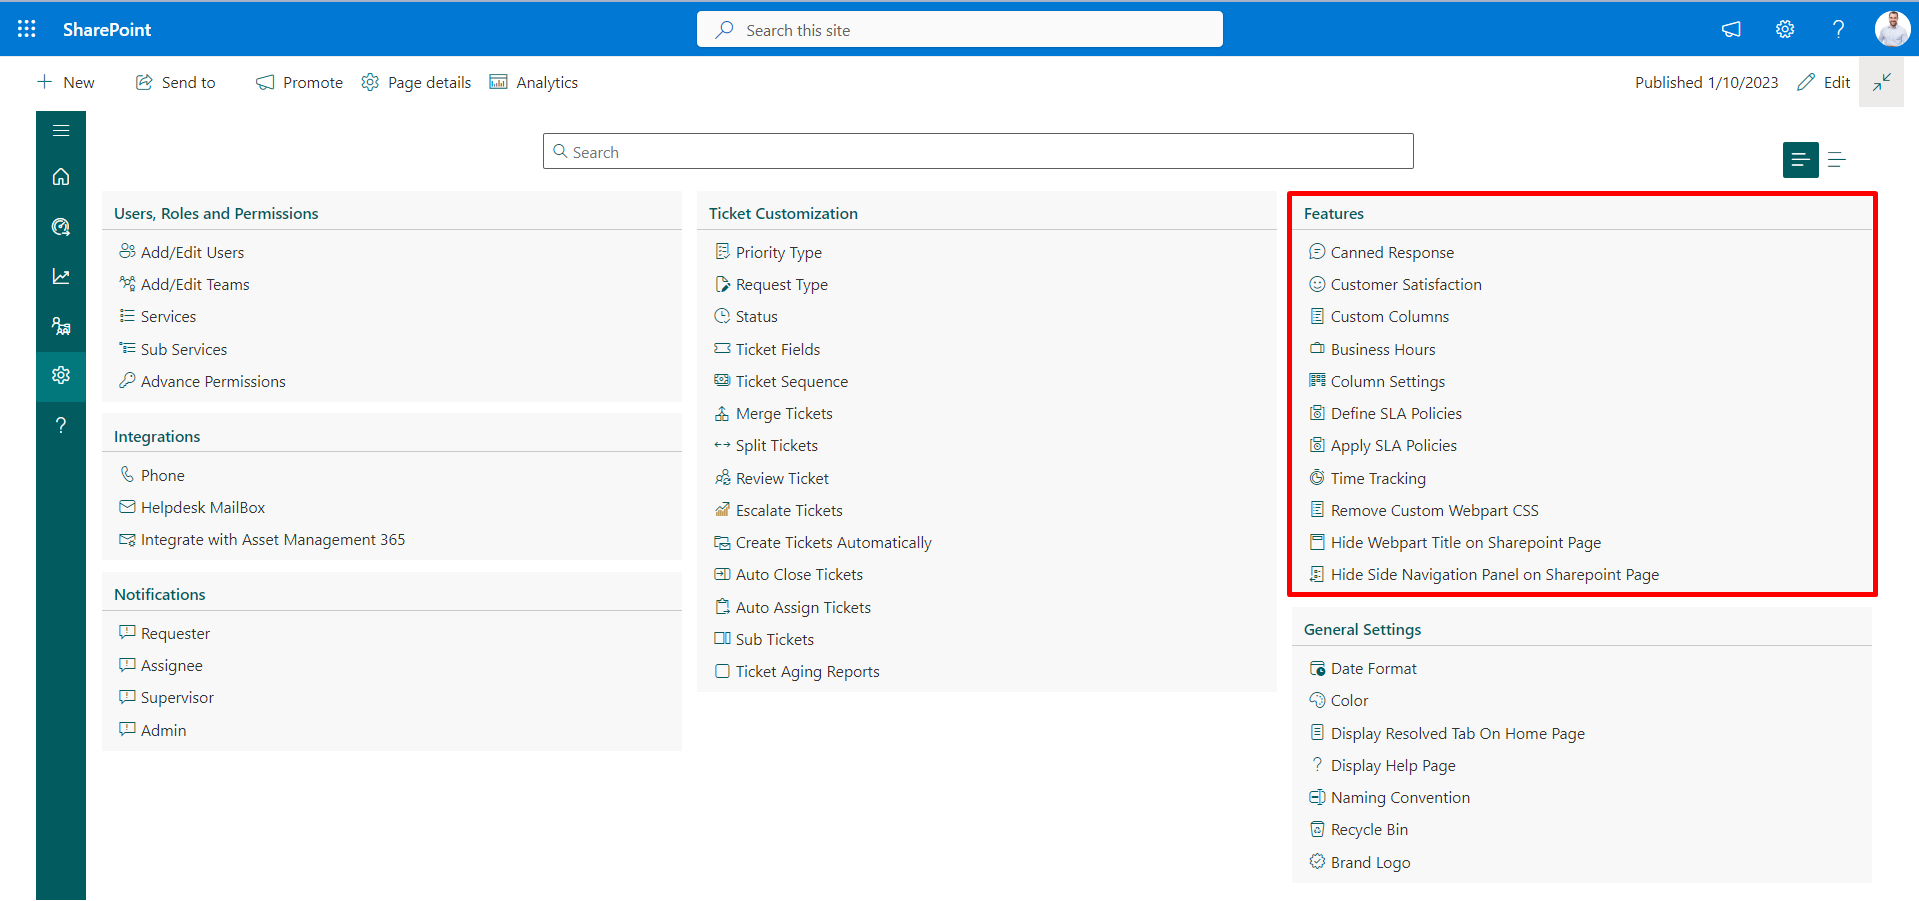 SharePoint
Search this site
New
Send to
Promote
Page details
Analytics
Published 1/10/2023
Edit
Search
Users, Roles and Permissions
Add/Edit Users
Add/Edit Teams
Services
Sub Services
Advance Permissions
Integrations
Phone
Helpdesk MailBox
Integrate with Asset Management 365
Notifications
Requester
Assignee
Supervisor
Admin
Ticket Customization
Priority Type
Request Type
Status
Ticket Fields
Ticket Sequence
Merge Tickets
Split Tickets
Review Ticket
Escalate Tickets
Create Tickets Automatically
Auto Close Tickets
Auto Assign Tickets
Sub Tickets
Ticket Aging Reports
Features
Canned Response
Customer Satisfaction
Custom Columns
Business Hours
Column Settings
Define SLA Policies
Apply SLA Policies
Time Tracking
Remove Custom Webpart CSS
Hide Webpart Title on Sharepoint Page
Hide Side Navigation Panel on Sharepoint Page
General Settings
Date Format
Color
Display Resolved Tab On Home Page
Display Help Page
Naming Convention
Recycle Bin
Brand Logo